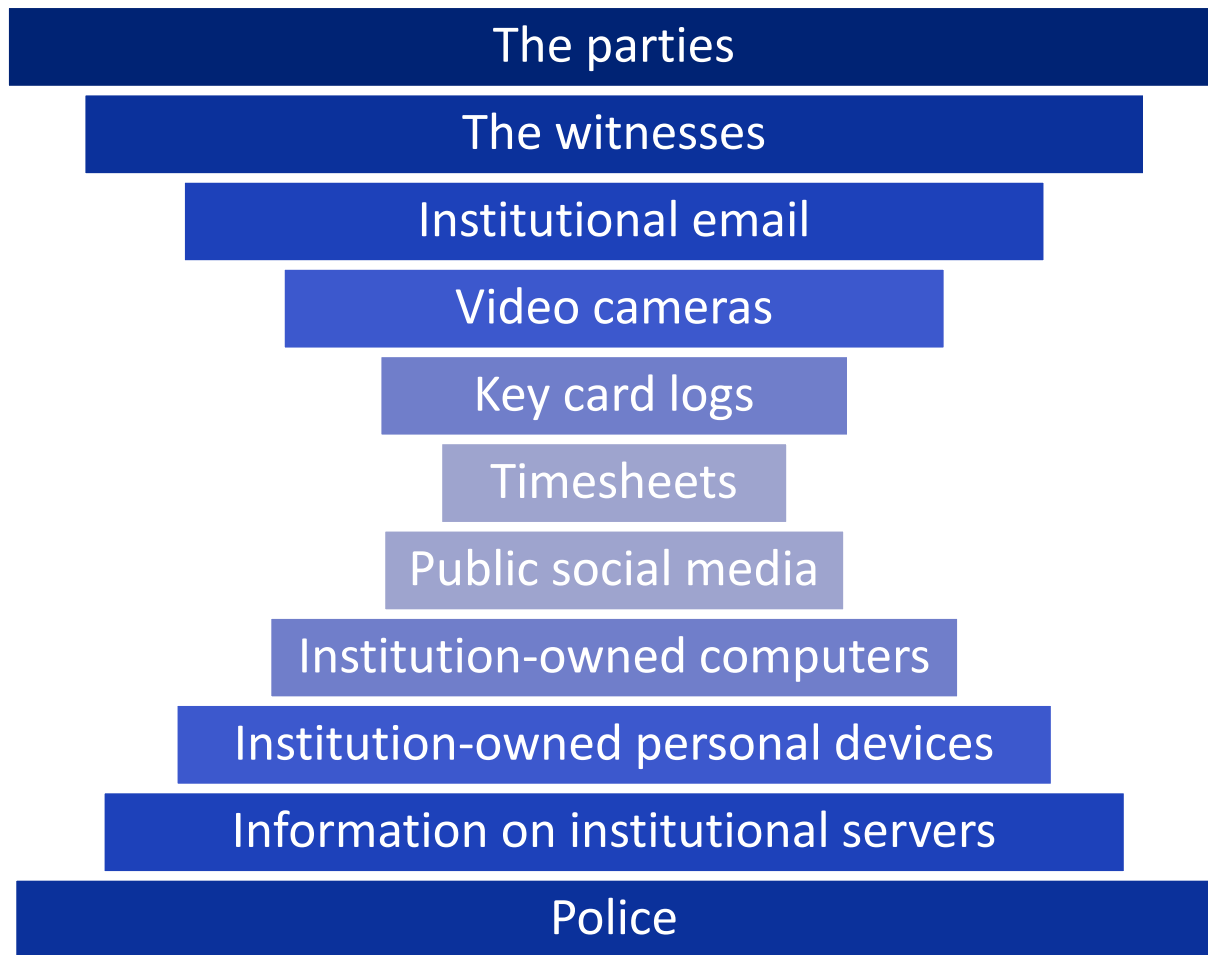 The parties
The witnesses
Institutional email
Video cameras
Key card logs
Timesheets
Public social media
Institution-owned computers
Institution-owned personal devices
Information on institutional servers
Police